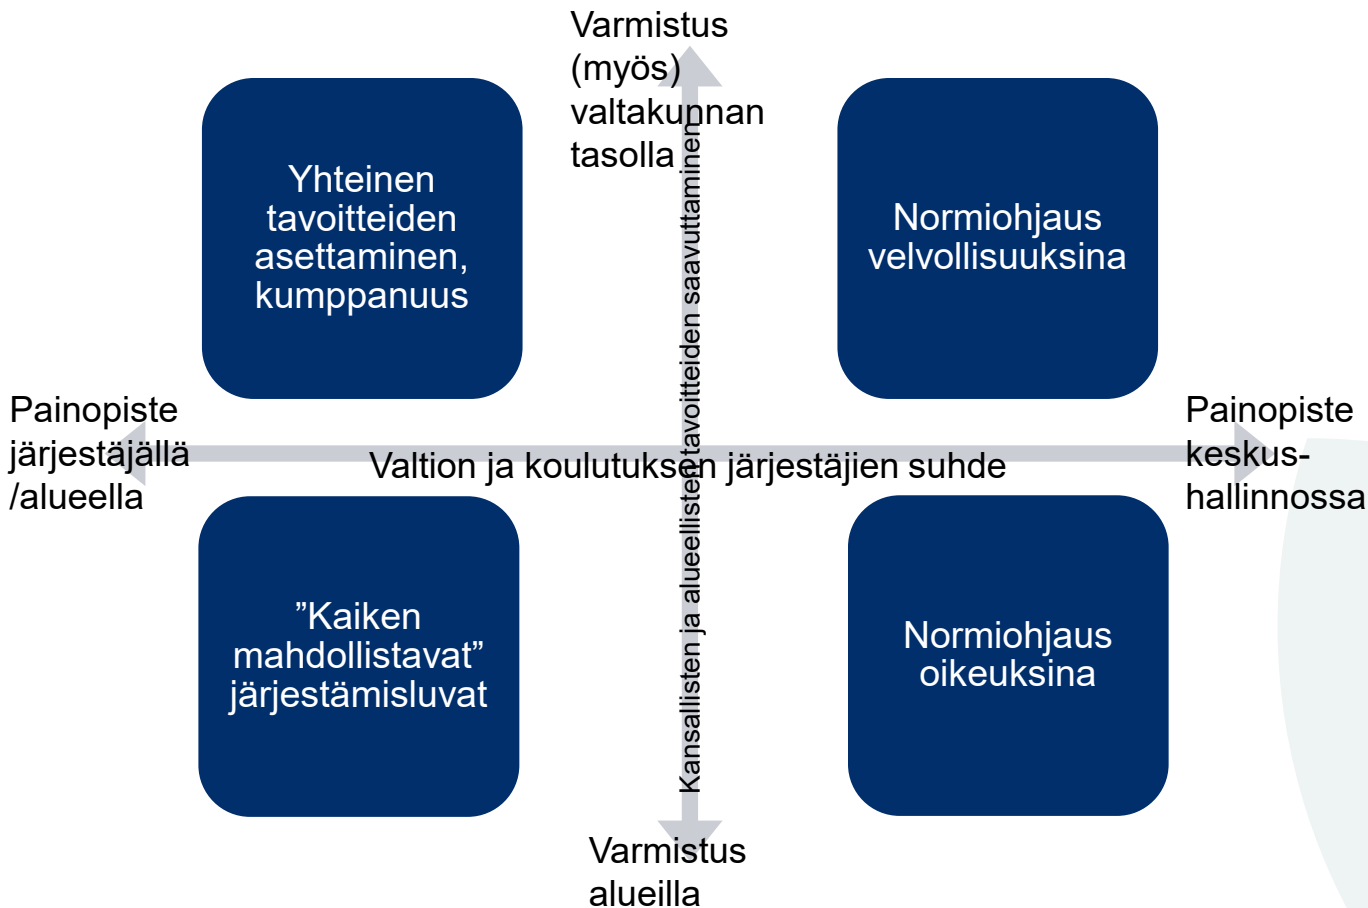 Varmistus
(myös)
valtakunnan
tasolla
Yhteinen
tavoitteiden
asettaminen,
kumppanuus
Normiohjaus
velvollisuuksina
Kansallisten ja alueellisten tavoitteiden saavuttaminen
Painopiste
järjestäjällä
/alueella
Valtion ja koulutuksen järjestäjien suhde
Painopiste
keskus-
hallinnossa
”Kaiken
mahdollistavat”
järjestämisluvat
Normiohjaus
oikeuksina
Varmistus
alueilla